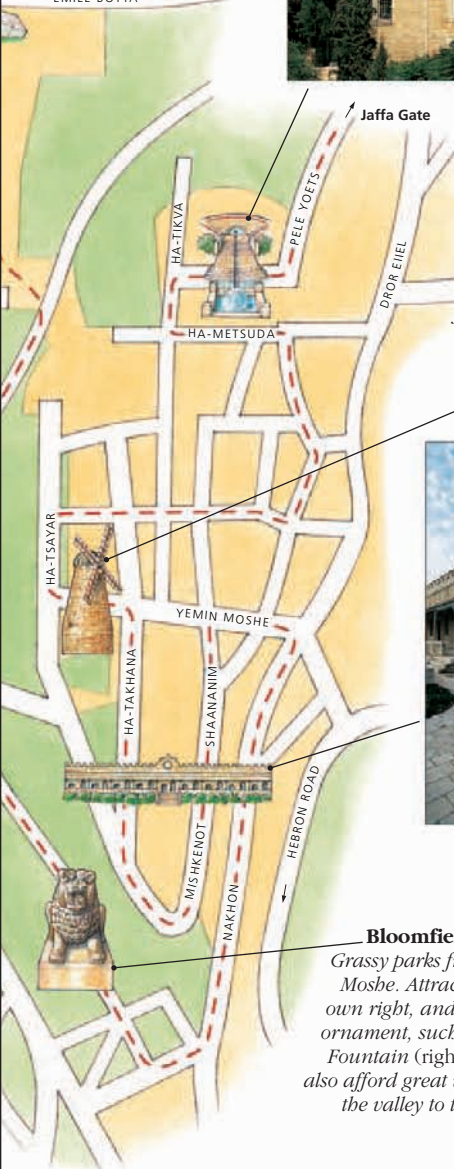 EMILE BOTTA
Jaffa Gate
PELE YOETS
HA-TIKVA
DROR EIIEL
HA-METSUDA
HA-TSAYAR
YEMIN MOSHE
HA-TAKHANA
SHAANANIM
HEBRON ROAD
MISHKENOT
NAKHON
Bloomfie
Grassy parks f
Moshe. Attrac
own right, and
ornament, such
Fountain (righ
also afford great
the valley to t